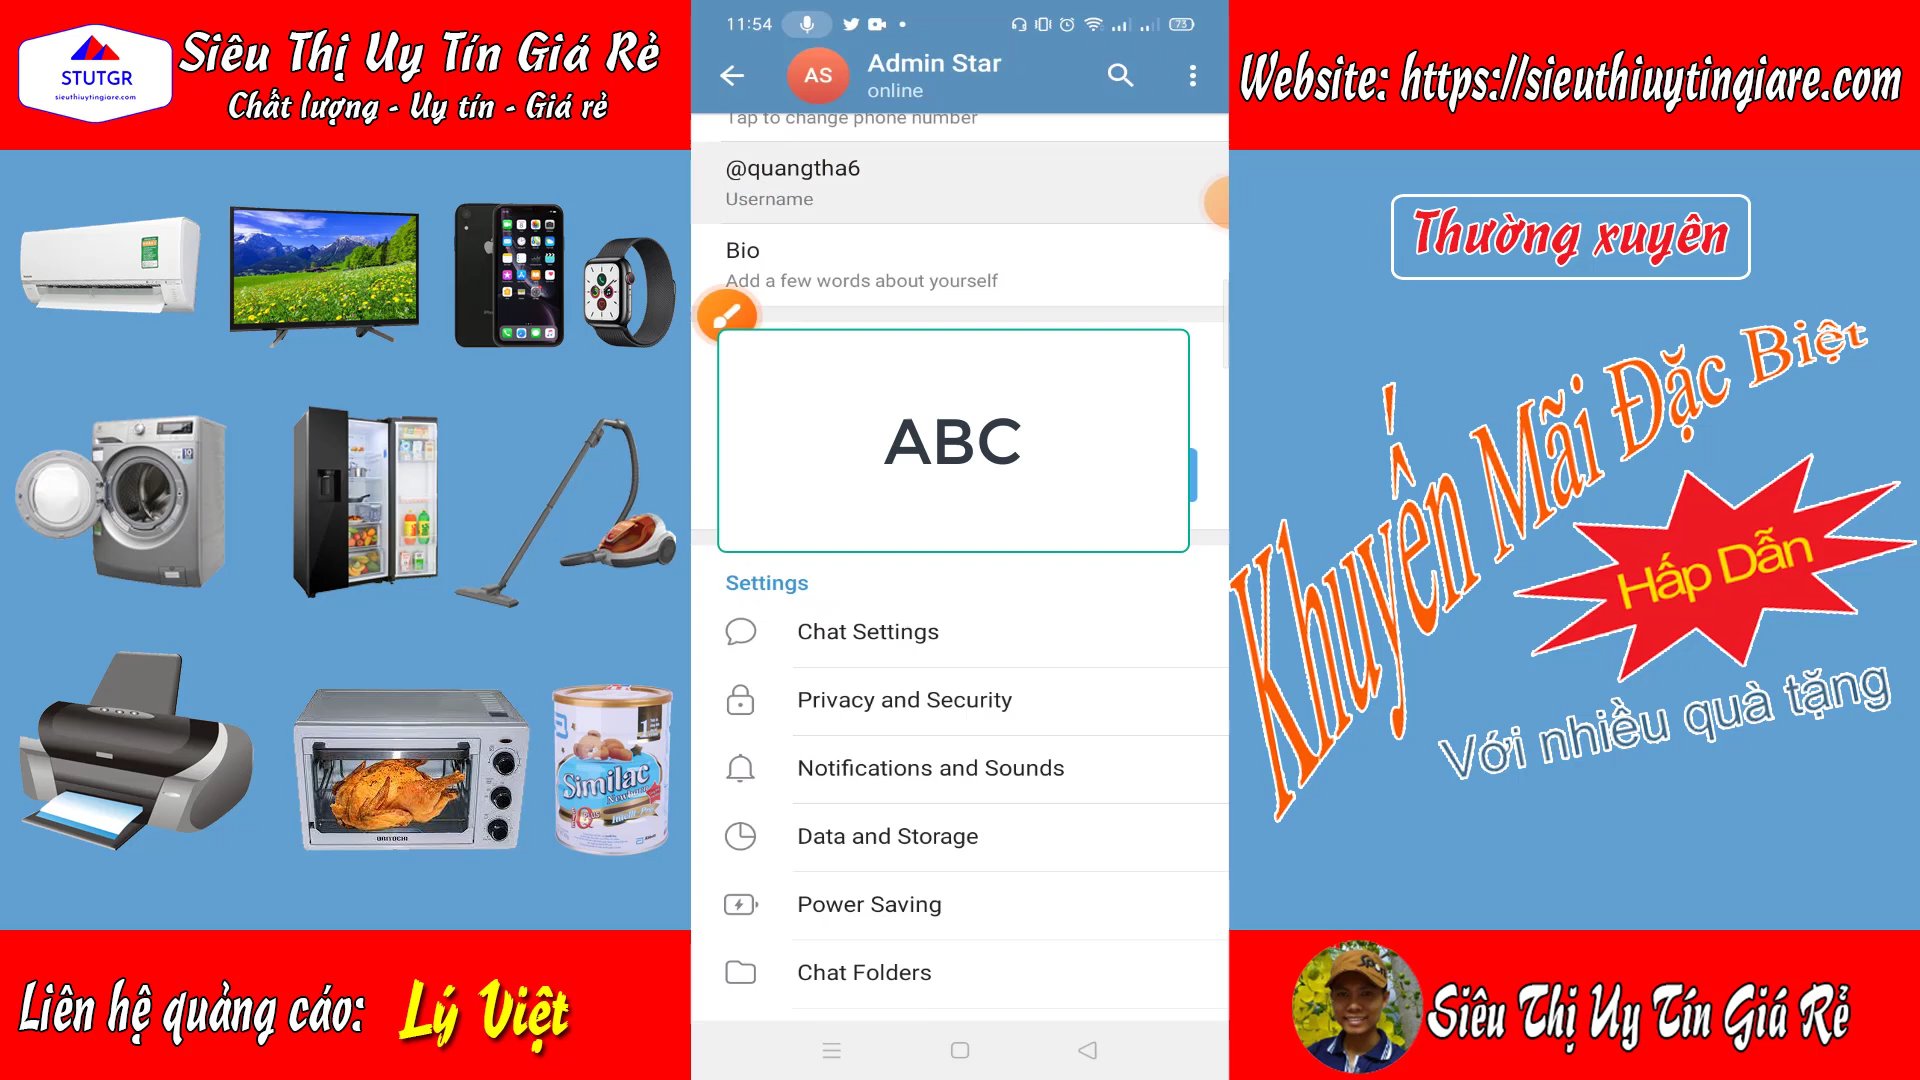 STUTGR
sieuthiuytingiare.com
Siêu Thị Uy Tín Giá Rẻ
Chất lượng - Uy tín - Giá rẻ
11:54
73
AS
Admin Star
online
Tap to change phone number
@quangtha6
Username
Bio
Add a few words about yourself
ABC
Settings
Chat Settings
Privacy and Security
Notifications and Sounds
Data and Storage
Power Saving
Chat Folders
Website: https://sieuthiuytingiare.com
Thường xuyên
Khuyến Mãi Đặc Biệt
Hấp Dẫn
Với nhiều quà tặng
Similac
Liên hệ quảng cáo: Lý Việt
Siêu Thị Uy Tín Giá Rẻ